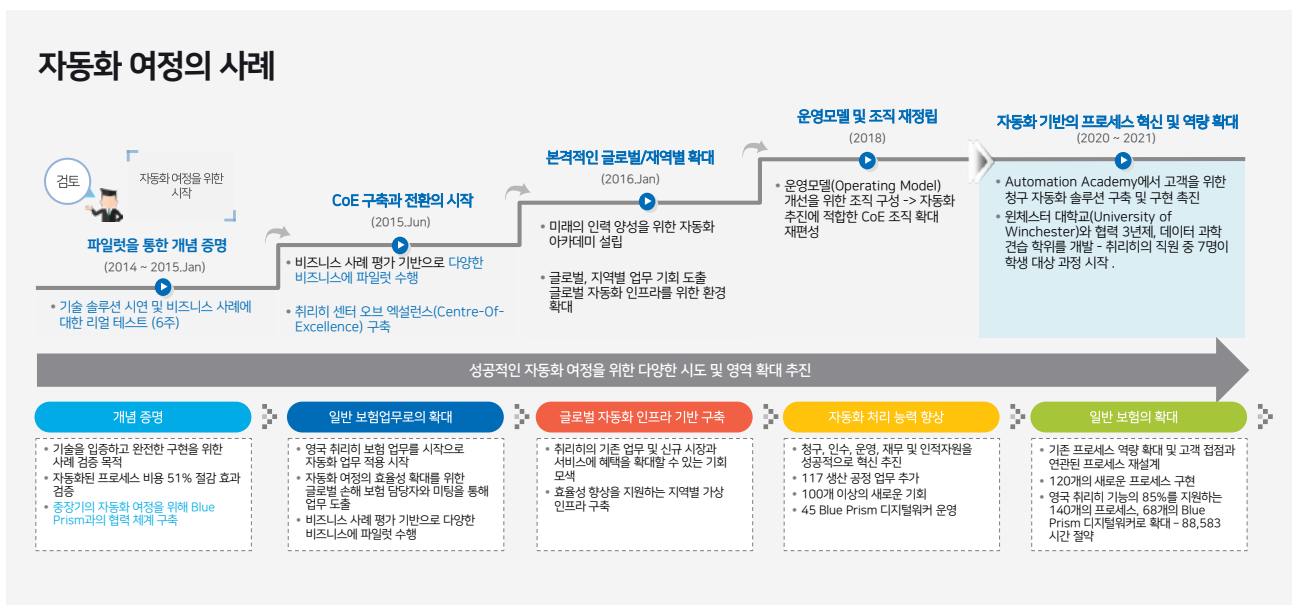 자동화 여정의 사례
검토
자동화 여정을 위한
시작
파일럿을 통한 개념 증명
(2014 ~ 2015.Jan)
• 기술 솔루션 시연 및 비즈니스 사례에
대한 리얼 테스트 (6주)
CoE 구축과 전환의 시작
(2015.Jun)
• 비즈니스 사례 평가 기반으로 다양한
비즈니스에 파일럿 수행
• 취리히 센터 오브 엑설런스(Centre-Of-
Excellence) 구축
본격적인 글로벌/재역별 확대
(2016.Jan)
• 미래의 인력 양성을 위한 자동화
아카데미 설립
• 글로벌, 지역별 업무 기회 도출
글로벌 자동화 인프라를 위한 환경
확대
운영모델 및 조직 재정립
(2018)
• 운영모델(Operating Model)
개선을 위한 조직 구성 -> 자동화
추진에 적합한 CoE 조직 확대
재편성
자동화 기반의 프로세스 혁신 및 역량 확대
(2020 ~ 2021)
• Automation Academy에서 고객을 위한
청구 자동화 솔루션 구축 및 구현 촉진
• 윈체스터 대학교(University of
Winchester)와 협력 3년제, 데이터 과학
견습 학위를 개발 - 취리히의 직원 중 7명이
학생 대상 과정 시작 .
성공적인 자동화 여정을 위한 다양한 시도 및 영역 확대 추진
개념 증명
• 기술을 입증하고 완전한 구현을 위한
사례 검증 목적
• 자동화된 프로세스 비용 51% 절감 효과
검증
• 중장기의 자동화 여정을 위해 Blue
Prism과의 협력 체계 구축
일반 보험업무로의 확대
• 영국 취리히 보험 업무를 시작으로
자동화 업무 적용 시작
• 자동화 여정의 효율성 확대를 위한
글로벌 손해 보험 담당자와 미팅을 통해
업무 도출
• 비즈니스 사례 평가 기반으로 다양한
비즈니스에 파일럿 수행
글로벌 자동화 인프라 기반 구축
• 취리히의 기존 업무 및 신규 시장과
서비스에 혜택을 확대할 수 있는 기회
모색
• 효율성 향상을 지원하는 지역별 가상
인프라 구축
자동화 처리 능력 향상
• 청구, 인수, 운영, 재무 및 인적자원을
성공적으로 혁신 추진
• 117 생산 공정 업무 추가
• 100개 이상의 새로운 기회
• 45 Blue Prism 디지털워커 운영
일반 보험의 확대
• 기존 프로세스 역량 확대 및 고객 접점과
연관된 프로세스 재설계
• 120개의 새로운 프로세스 구현
• 영국 취리히 기능의 85%를 지원하는
140개의 프로세스, 68개의 Blue
Prism 디지털워커로 확대 – 88,583
시간 절약